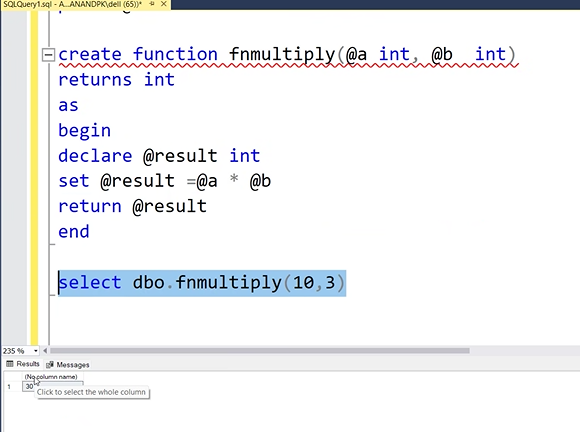 SQLQuery1.sql - A...ANANDPK\dell (65))*
create function fnmultiply(@a int, @b  int)
returns int
as
begin
declare @result int
set @result =@a * @b
return @result
end
select dbo.fnmultiply(10,3)
235 %
Results Messages
(No column name)
1 30
Click to select the whole column